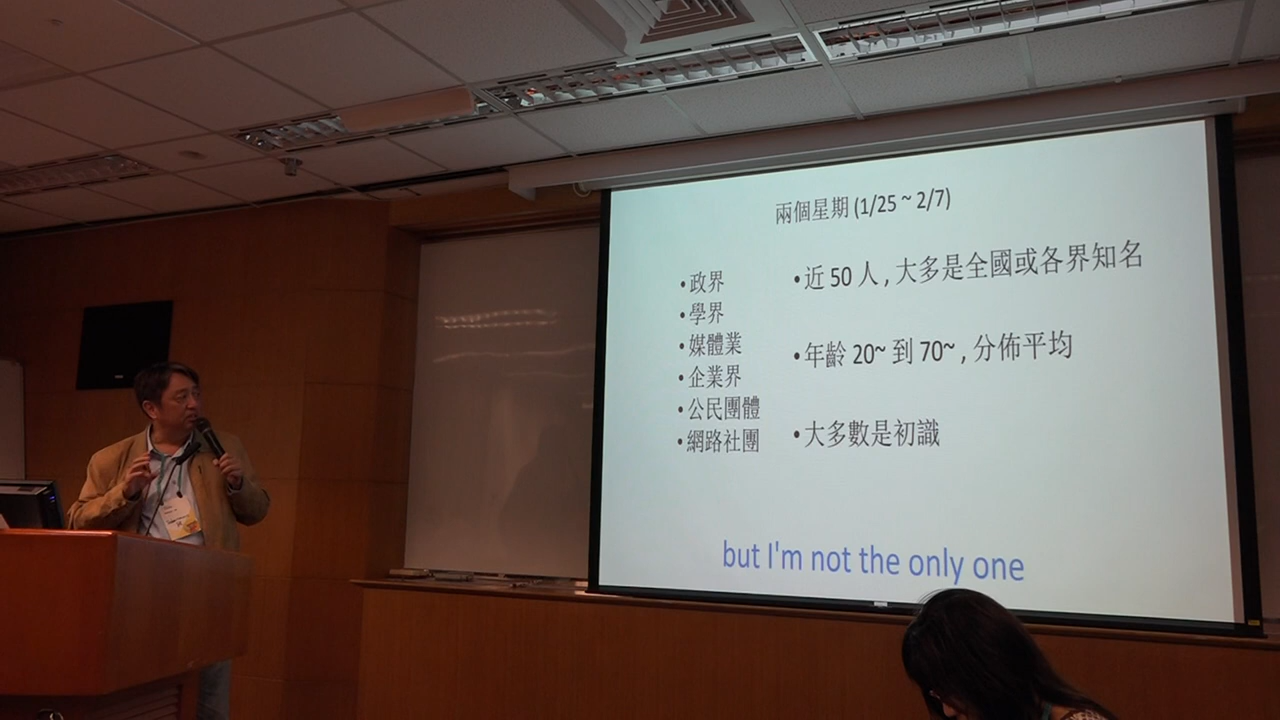 兩個星期 (1/25 ~ 2/7)
• 政界
• 學界
• 媒體業
• 企業界
• 公民團體
• 網路社團
• 近 50 人 , 大多是全國或各界知名
• 年齡 20~ 到 70~ , 分佈平均
• 大多數是初識
but I'm not the only one